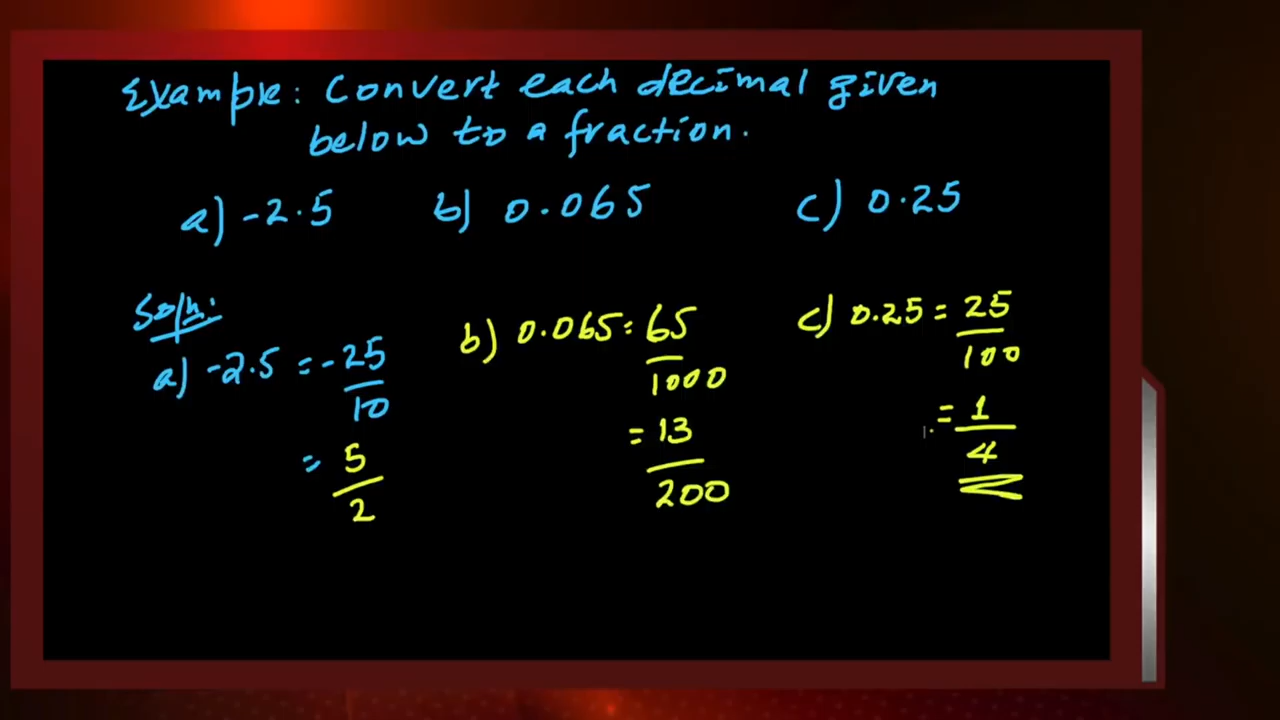 Example: Convert each decimal given
below to a fraction.
a) -2.5 b) 0.065 c) 0.25
Soln:
a) -2.5 = -25/10
= 5/2
b) 0.065 = 65/1000
= 13/200
c) 0.25 = 25/100
= 1/4